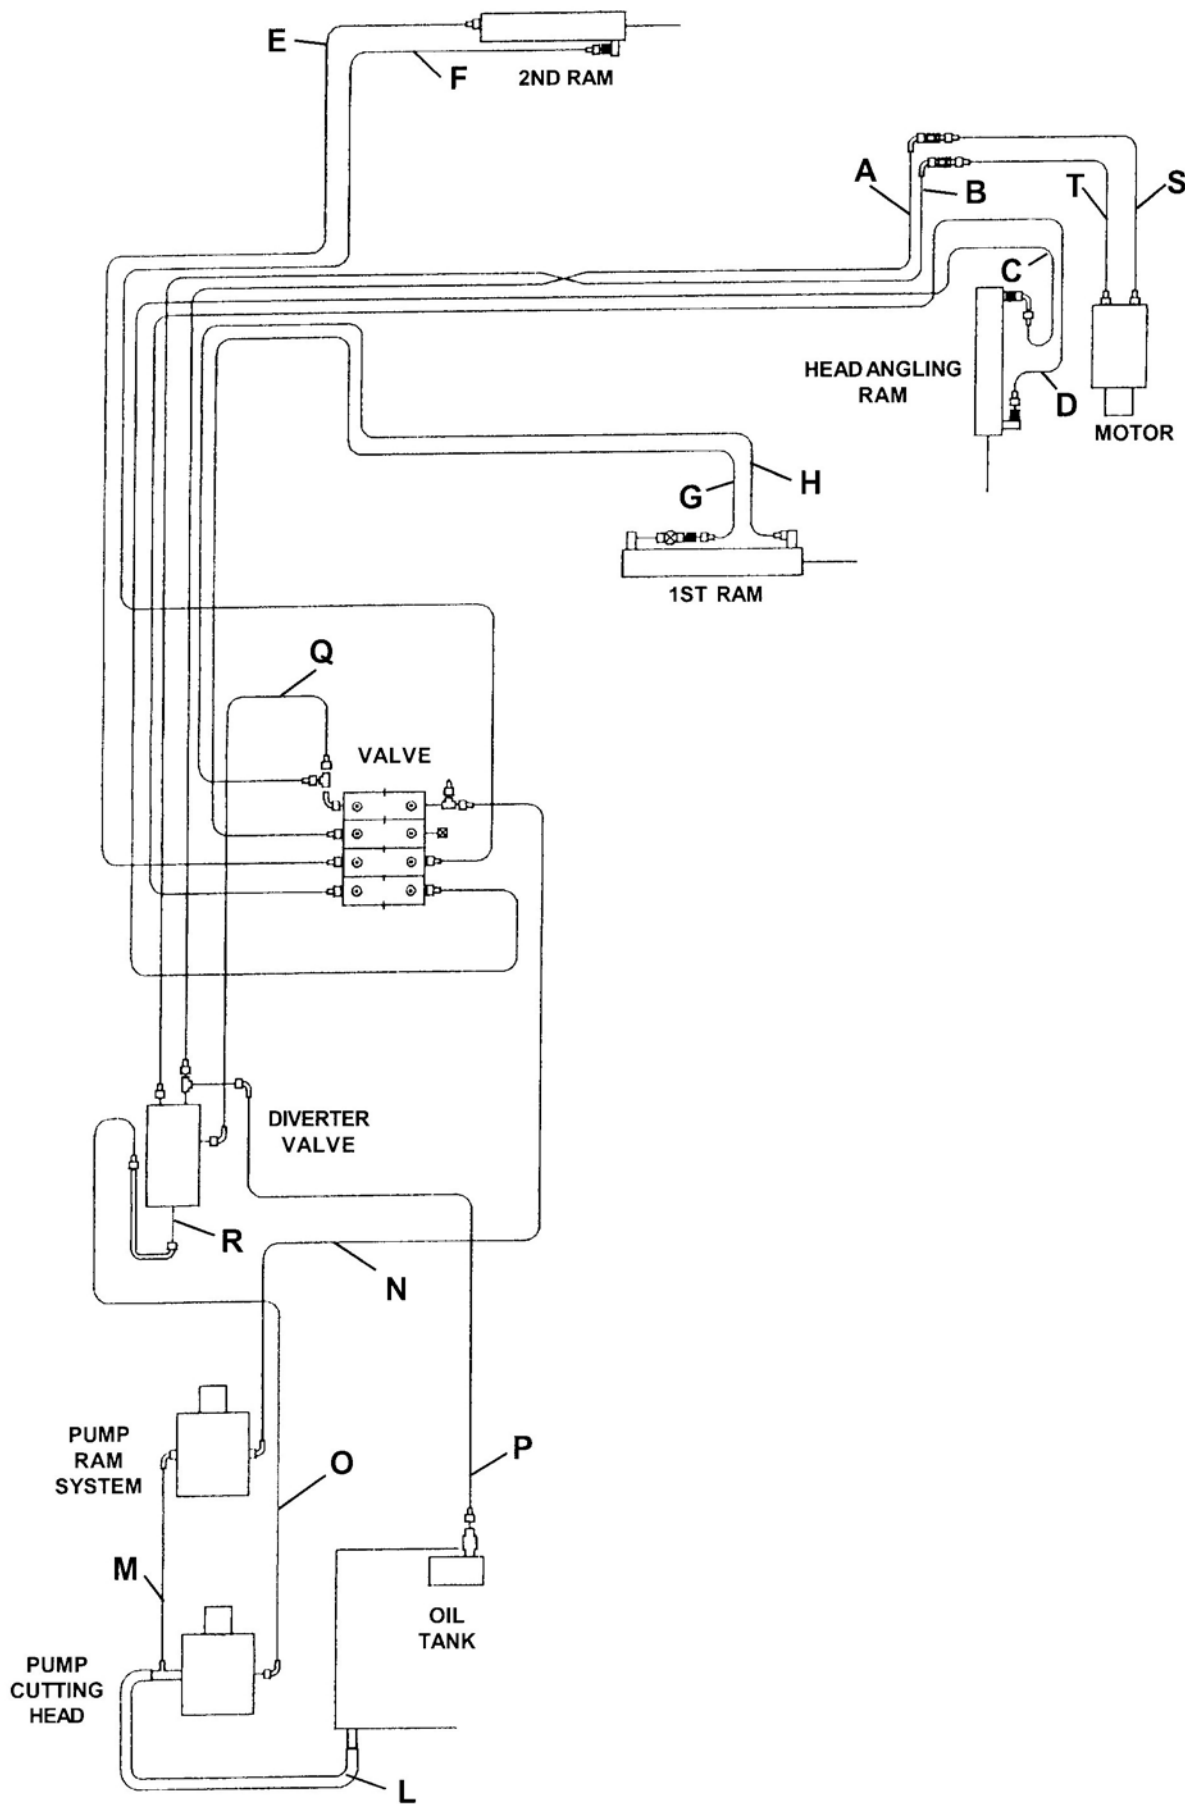 E
F
2ND RAM
A
B
T
S
C
HEAD ANGLING
RAM
D
MOTOR
G
H
1ST RAM
Q
VALVE
DIVERTER
VALVE
R
N
PUMP
RAM
SYSTEM
O
P
M
OIL
TANK
PUMP
CUTTING
HEAD
L